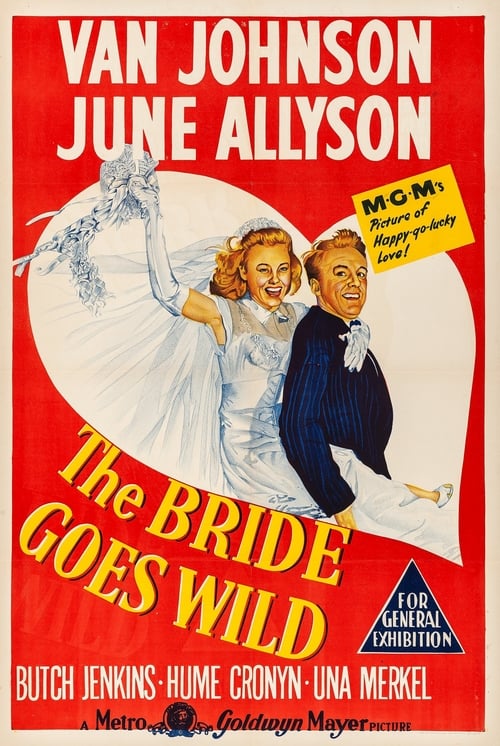 VAN JOHNSON
JUNE ALLYSON
M·G·M's
Picture of
Happy-go-lucky
Love!
The BRIDE
GOES WILD
FOR
GENERAL
EXHIBITION
BUTCH JENKINS · HUME CRONYN · UNA MERKEL
A Metro Goldwyn Mayer PICTURE